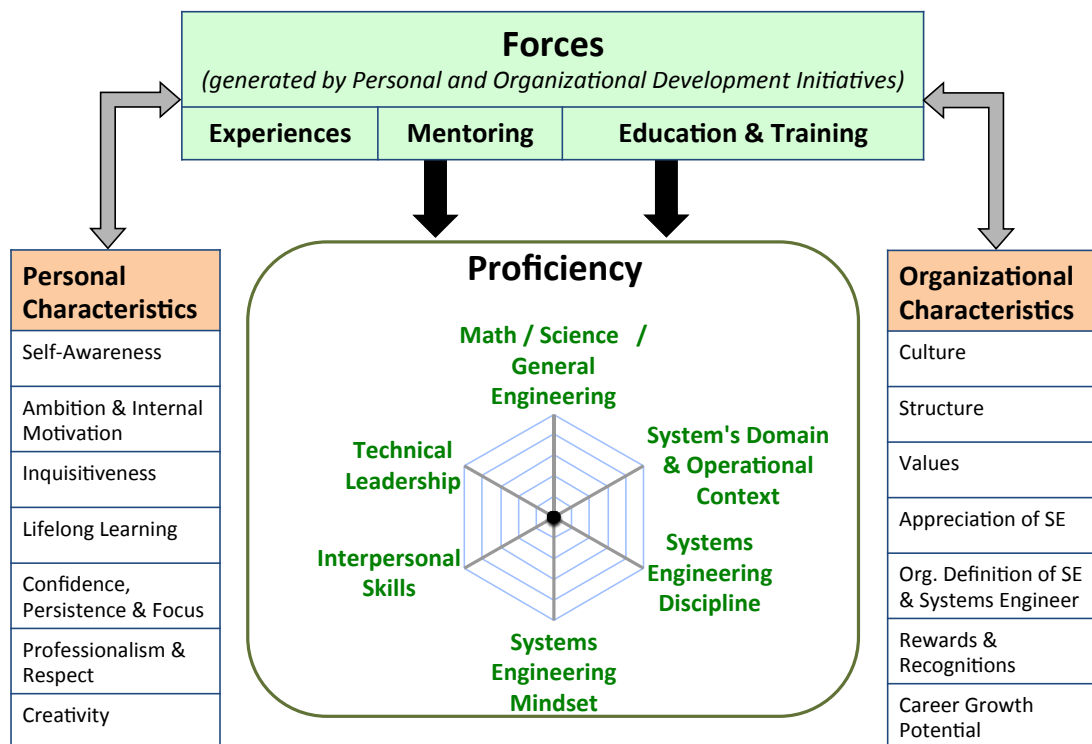 Forces
(generated by Personal and Organizational Development Initiatives)
Experiences
Mentoring
Education & Training
Personal
Characteristics
Self-Awareness
Ambition & Internal
Motivation
Inquisitiveness
Lifelong Learning
Confidence,
Persistence & Focus
Professionalism &
Respect
Creativity
Proficiency
Math / Science /
General
Engineering
Technical
Leadership
System's Domain
& Operational
Context
Interpersonal
Skills
Systems
Engineering
Discipline
Systems
Engineering
Mindset
Organizational
Characteristics
Culture
Structure
Values
Appreciation of SE
Org. Definition of SE
& Systems Engineer
Rewards &
Recognitions
Career Growth
Potential